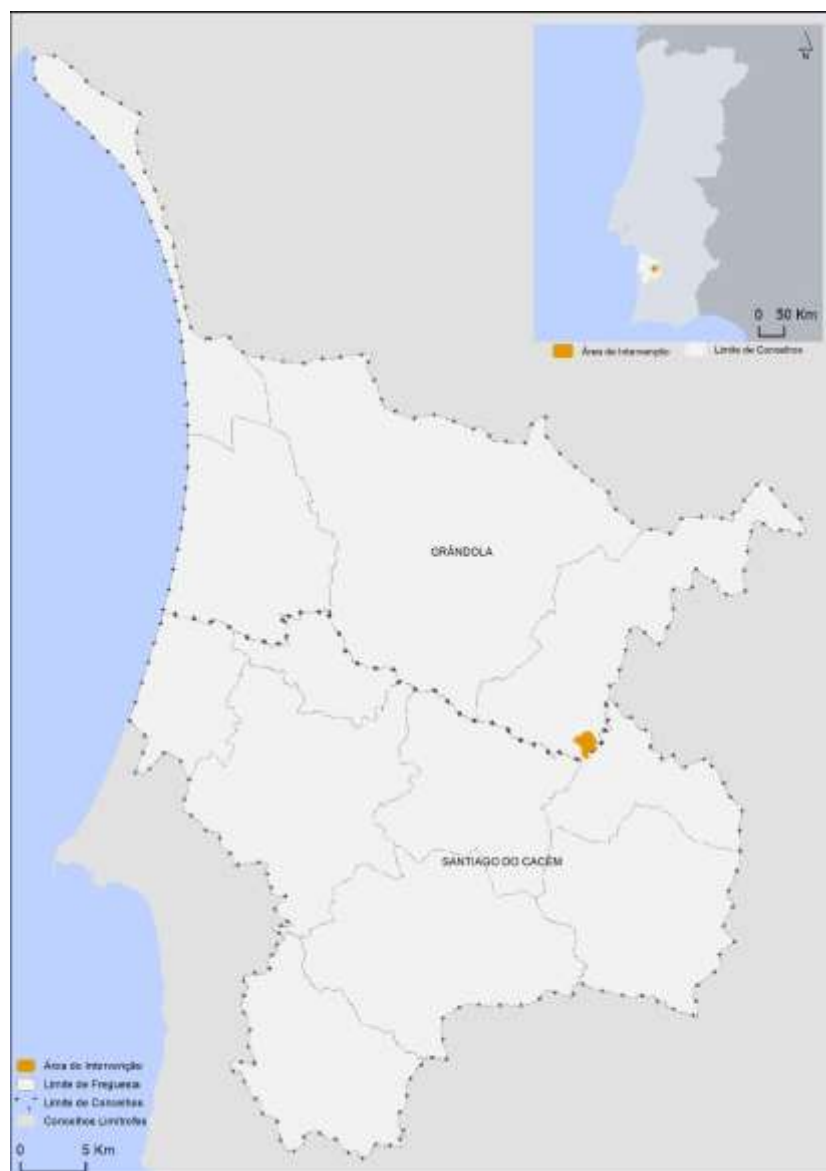 N
0 50 Km
Área de Intervenção Limite de Concelhos
GRÂNDOLA
SANTIAGO DO CACÉM
Área de Intervenção
Limite de Freguesia
Limite de Concelhos
Concelhos Limítrofes
0 5 Km